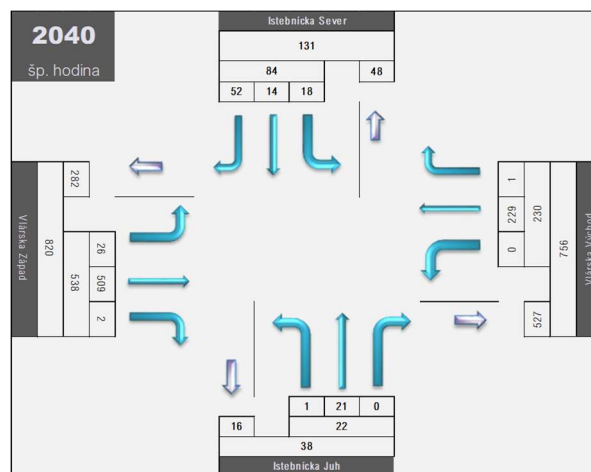 Istebnícka Sever
2040
šp. hodina
131
84
48
52 14 18
282
820
538
26
509
2
Vlárska Západ
1
229
0
230
756
527
Vlárska Východ
1 21 0
16
22
38
Istebnícka Juh